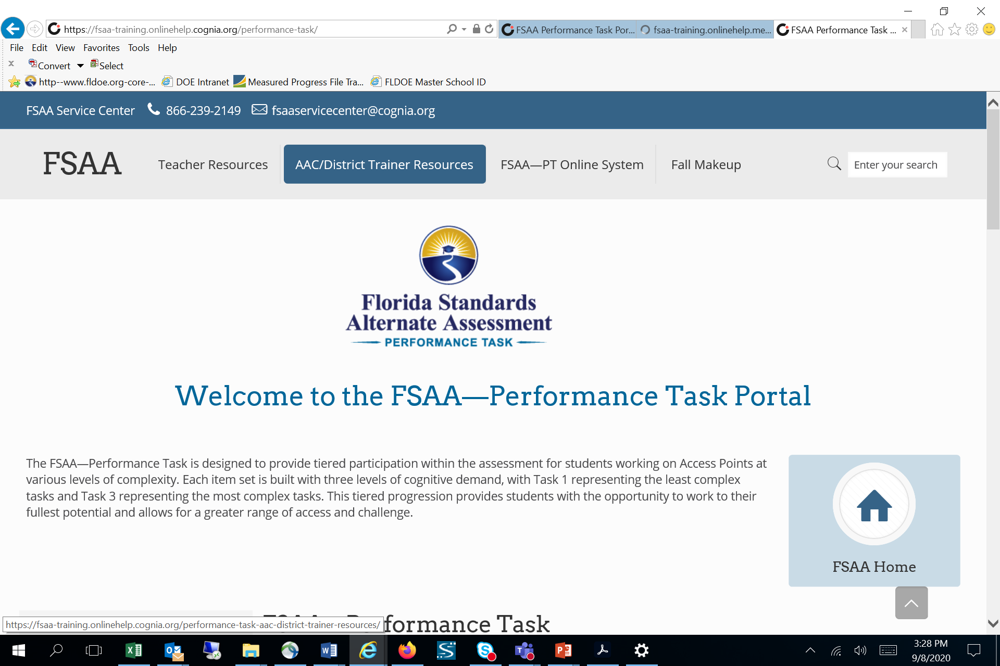 https://fsaa-training.onlinehelp.cognia.org/performance-task/
FSAA Performance Task Por...
fsaa-training.onlinehelp.me...
FSAA Performance Task ...
File Edit View Favorites Tools Help
x Convert Select
http--www.fldoe.org-core-... DOE Intranet Measured Progress File Tra... FLDOE Master School ID
FSAA Service Center 866-239-2149 fsaaservicecenter@cognia.org
FSAA Teacher Resources AAC/District Trainer Resources FSAA—PT Online System Fall Makeup Enter your search
Florida Standards
Alternate Assessment
PERFORMANCE TASK
Welcome to the FSAA—Performance Task Portal
The FSAA—Performance Task is designed to provide tiered participation within the assessment for students working on Access Points at
various levels of complexity. Each item set is built with three levels of cognitive demand, with Task 1 representing the least complex
tasks and Task 3 representing the most complex tasks. This tiered progression provides students with the opportunity to work to their
fullest potential and allows for a greater range of access and challenge.
FSAA Home
formance Task
https://fsaa-training.onlinehelp.cognia.org/performance-task-aac-district-trainer-resources/
3:28 PM
9/8/2020